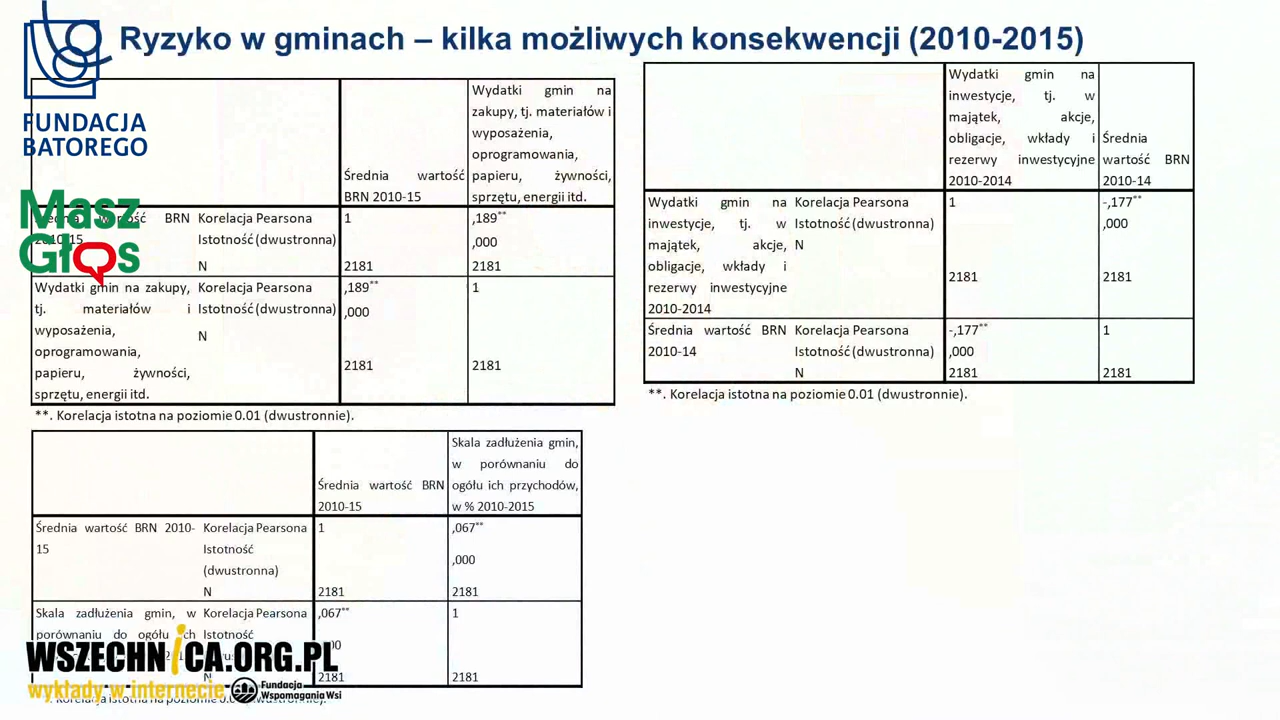 Ryzyko w gminach – kilka możliwych konsekwencji (2010-2015)
FUNDACJA
BATOREGO
Masz
Głos
Średnia wartość
BRN 2010-15
Wydatki gmin na
zakupy, tj. materiałów i
wyposażenia,
oprogramowania,
papieru, żywności,
sprzętu, energii itd.
wartość BRN
Korelacja Pearsona
1
,189**
Istotność (dwustronna)
,000
N
2181
2181
Wydatki gmin na zakupy,
tj. materiałów i
wyposażenia,
oprogramowania,
papieru, żywności,
sprzętu, energii itd.
Korelacja Pearsona
,189**
1
Istotność (dwustronna)
,000
N
2181
2181
**. Korelacja istotna na poziomie 0.01 (dwustronnie).
Wydatki gmin na
inwestycje, tj. w
majątek, akcje,
obligacje, wkłady i
rezerwy inwestycyjne
2010-2014
Średnia
wartość BRN
2010-14
Wydatki gmin na
inwestycje, tj. w
majątek, akcje,
obligacje, wkłady i
rezerwy inwestycyjne
2010-2014
Korelacja Pearsona
1
-,177**
Istotność (dwustronna)
,000
N
2181
2181
Średnia wartość BRN
2010-14
Korelacja Pearsona
-,177**
1
Istotność (dwustronna)
,000
N
2181
2181
**. Korelacja istotna na poziomie 0.01 (dwustronnie).
Średnia wartość BRN
2010-15
Skala zadłużenia gmin,
w porównaniu do
ogółu ich przychodów,
w % 2010-2015
Średnia wartość BRN 2010-
15
Korelacja Pearsona
1
,067**
Istotność
(dwustronna)
,000
N
2181
2181
Skala zadłużenia gmin, w
porównaniu do ogółu
Korelacja Pearsona
,067**
1
Istotność
2181
2181
WSZECHNICA.ORG.PL
wykłady w internecie
Fundacja
Wspomagania Wsi